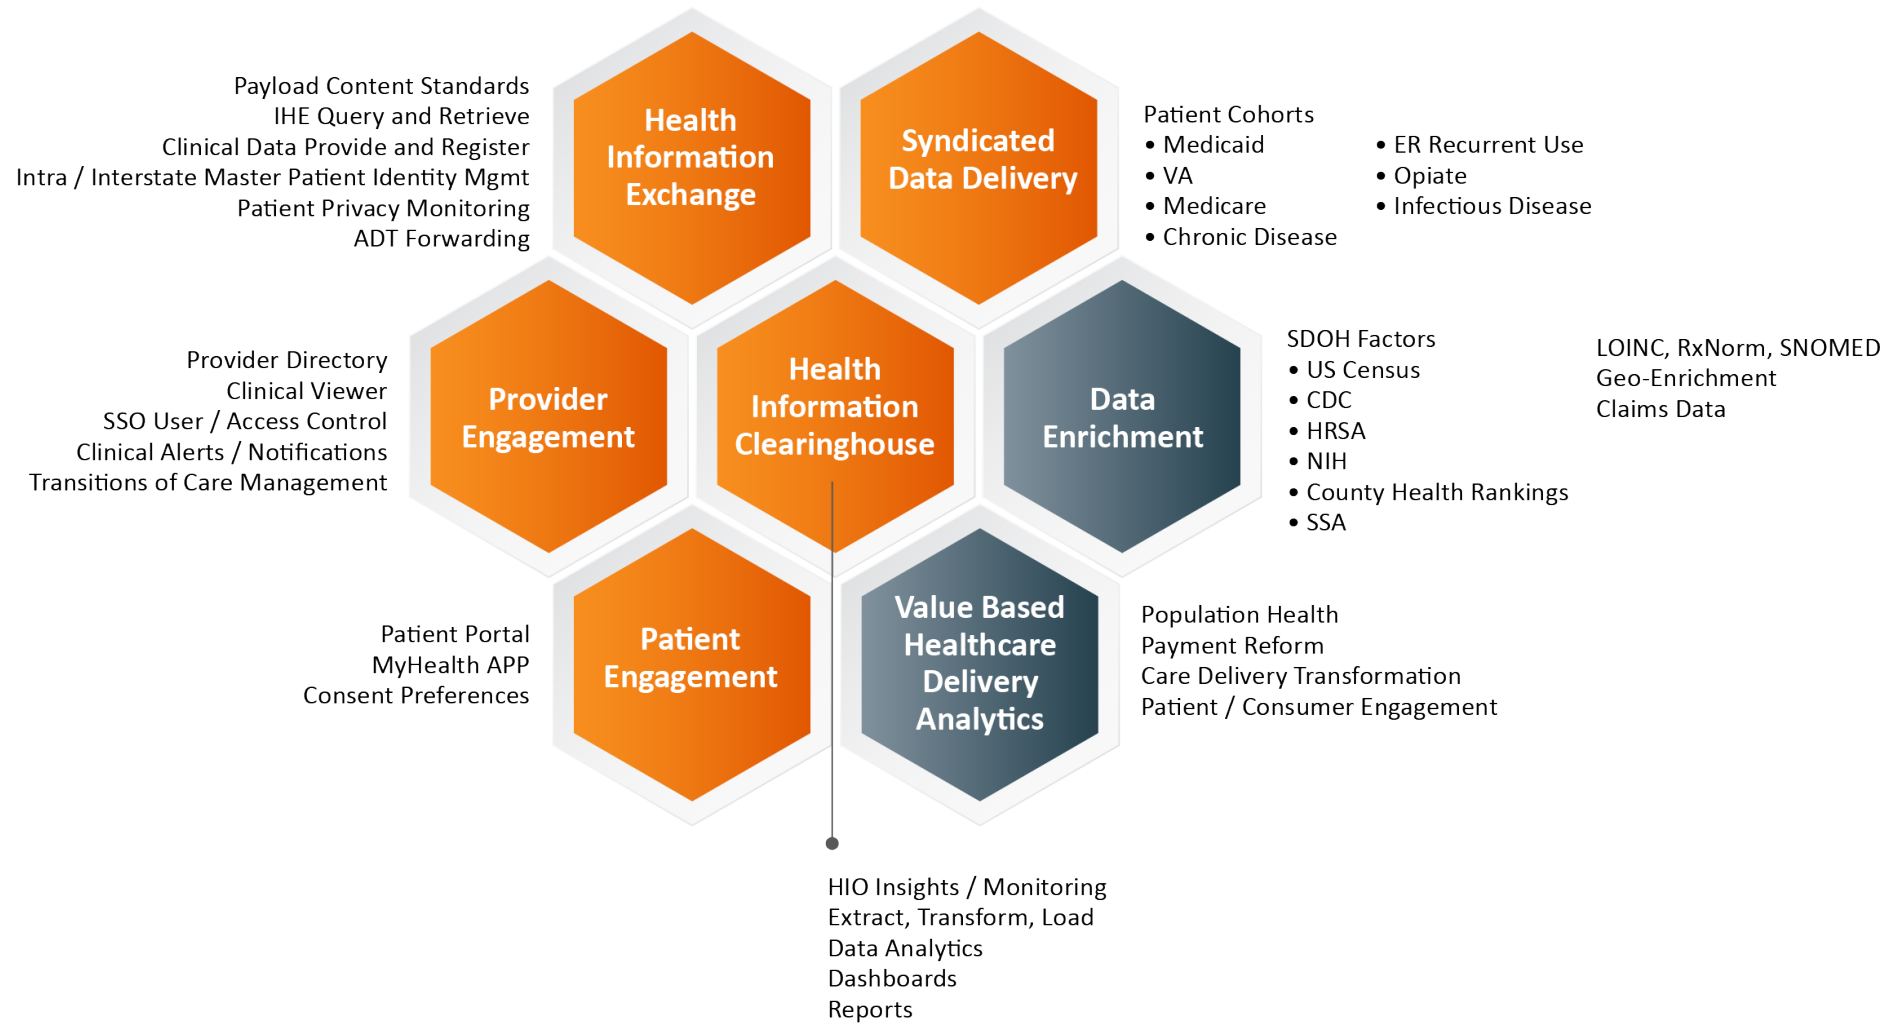 Payload Content Standards
IHE Query and Retrieve
Clinical Data Provide and Register
Intra / Interstate Master Patient Identity Mgmt
Patient Privacy Monitoring
ADT Forwarding
Health
Information
Exchange
Syndicated
Data Delivery
Patient Cohorts
• Medicaid
• VA
• Medicare
• Chronic Disease
• ER Recurrent Use
• Opiate
• Infectious Disease
Provider Directory
Clinical Viewer
SSO User / Access Control
Clinical Alerts / Notifications
Transitions of Care Management
Provider
Engagement
Health
Information
Clearinghouse
Data
Enrichment
SDOH Factors
• US Census
• CDC
• HRSA
• NIH
• County Health Rankings
• SSA
LOINC, RxNorm, SNOMED
Geo-Enrichment
Claims Data
Patient Portal
MyHealth APP
Consent Preferences
Patient
Engagement
Value Based
Healthcare
Delivery
Analytics
Population Health
Payment Reform
Care Delivery Transformation
Patient / Consumer Engagement
HIO Insights / Monitoring
Extract, Transform, Load
Data Analytics
Dashboards
Reports